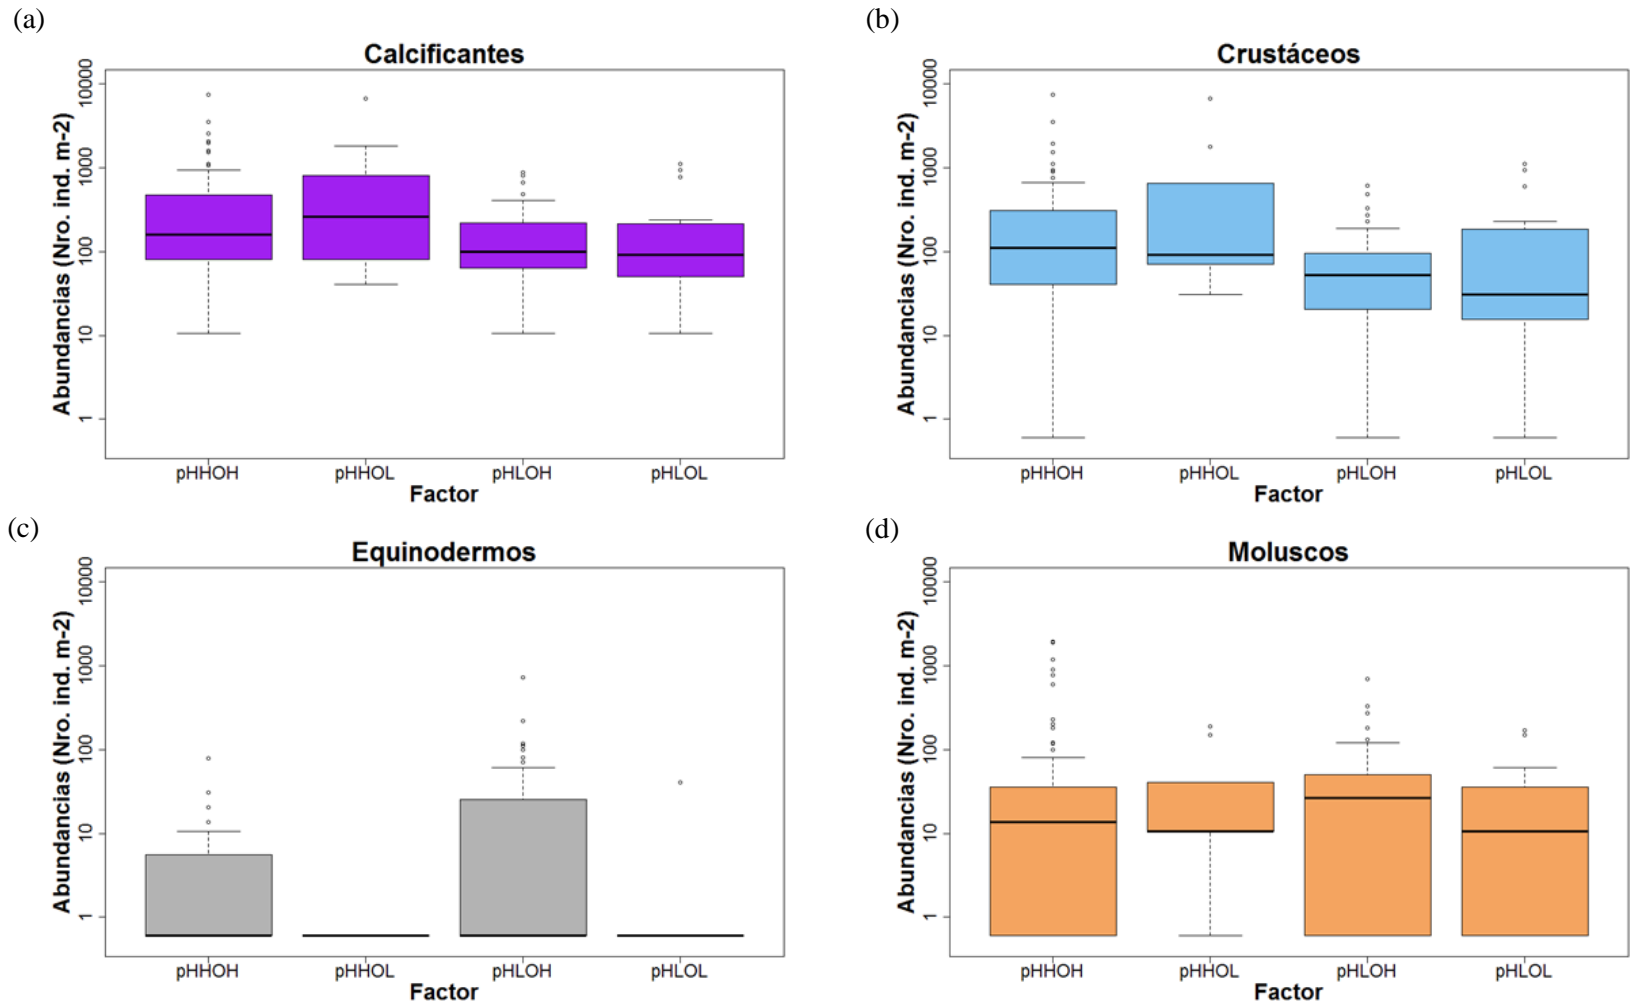 (a)
Calcificantes
Abundancias (Nro. ind. m-2)
10000
1000
100
10
1
pHHOH pHHOL pHLOH pHLOL
Factor
(b)
Crustáceos
Abundancias (Nro. ind. m-2)
10000
1000
100
10
1
pHHOH pHHOL pHLOH pHLOL
Factor
(c)
Equinodermos
Abundancias (Nro. ind. m-2)
10000
1000
100
10
1
pHHOH pHHOL pHLOH pHLOL
Factor
(d)
Moluscos
Abundancias (Nro. ind. m-2)
10000
1000
100
10
1
pHHOH pHHOL pHLOH pHLOL
Factor